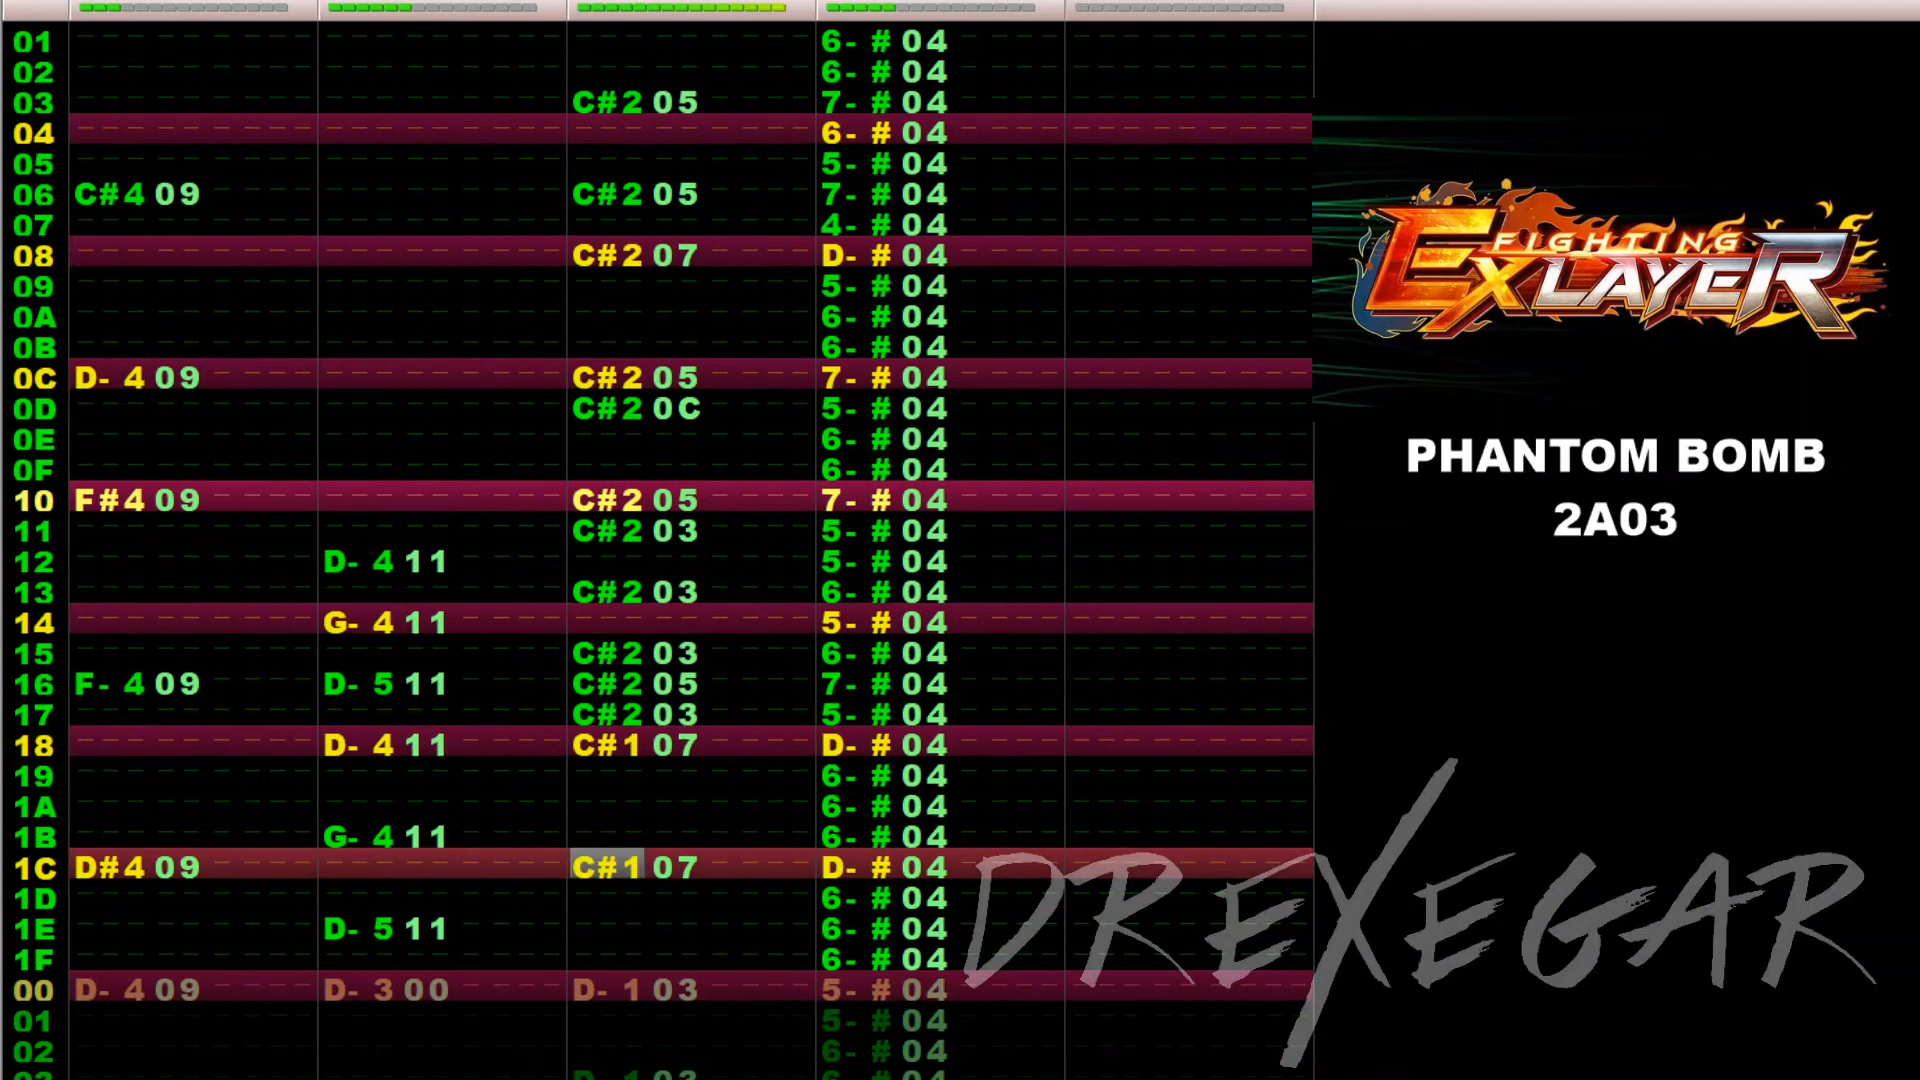 01 6- # 04
02 6- # 04
03 C#2 05 7- # 04
04 6- # 04
05 5- # 04
06 C#4 09 C#2 05 7- # 04
07 4- # 04
08 C#2 07 D- # 04
09 5- # 04
0A 6- # 04
0B 6- # 04
0C D- 4 09 C#2 05 7- # 04
0D C#2 0C 5- # 04
0E 6- # 04
0F 6- # 04
10 F#4 09 C#2 05 7- # 04
11 C#2 03 5- # 04
12 D- 4 11 5- # 04
13 C#2 03 6- # 04
14 G- 4 11 5- # 04
15 C#2 03 6- # 04
16 F- 4 09 D- 5 11 C#2 05 7- # 04
17 C#2 03 5- # 04
18 D- 4 11 C#1 07 D- # 04
19 6- # 04
1A 6- # 04
1B G- 4 11 6- # 04
1C D#4 09 C#1 07 D- # 04
1D 6- # 04
1E D- 5 11 6- # 04
1F 6- # 04
00 D- 4 09 D- 3 00 D- 1 03 5- # 04
01 5- # 04
02 6- # 04
FIGHTING
EX LAYER
PHANTOM BOMB
2A03
DREXEGAR